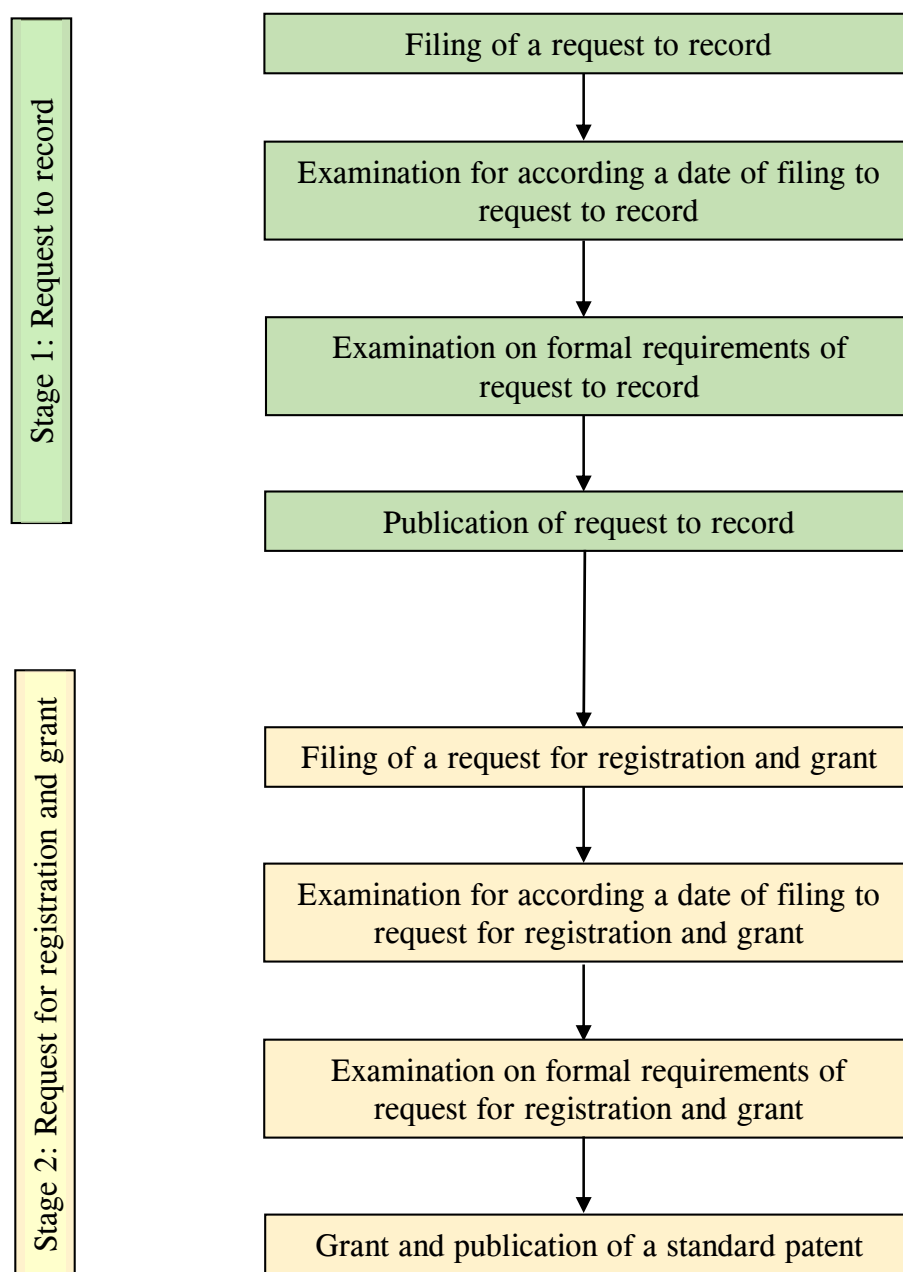 Stage 1: Request to record
Filing of a request to record
Examination for according a date of filing to
request to record
Examination on formal requirements of
request to record
Publication of request to record
Stage 2: Request for registration and grant
Filing of a request for registration and grant
Examination for according a date of filing to
request for registration and grant
Examination on formal requirements of
request for registration and grant
Grant and publication of a standard patent